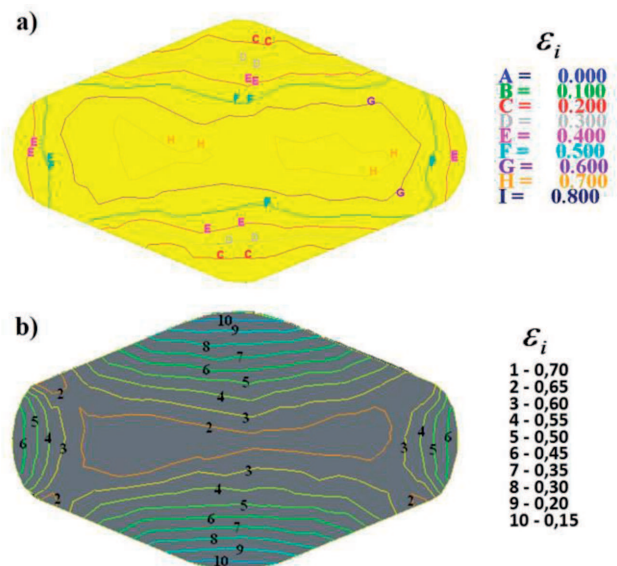 a)
C C
D D
E E
F F
G
H H
H
H
E
E
F
F
F
E
G
F
E
E
D D
C C
ε_i
A = 0.000
B = 0.100
C = 0.200
D = 0.300
E = 0.400
F = 0.500
G = 0.600
H = 0.700
I = 0.800
b)
10
9
8
7
6
5
4
3
2
2
2
6 5 4 3
3 4 5 6
3
4
2
2
5
6
7
8
9
10
ε_i
1 - 0,70
2 - 0,65
3 - 0,60
4 - 0,55
5 - 0,50
6 - 0,45
7 - 0,35
8 - 0,30
9 - 0,20
10 - 0,15